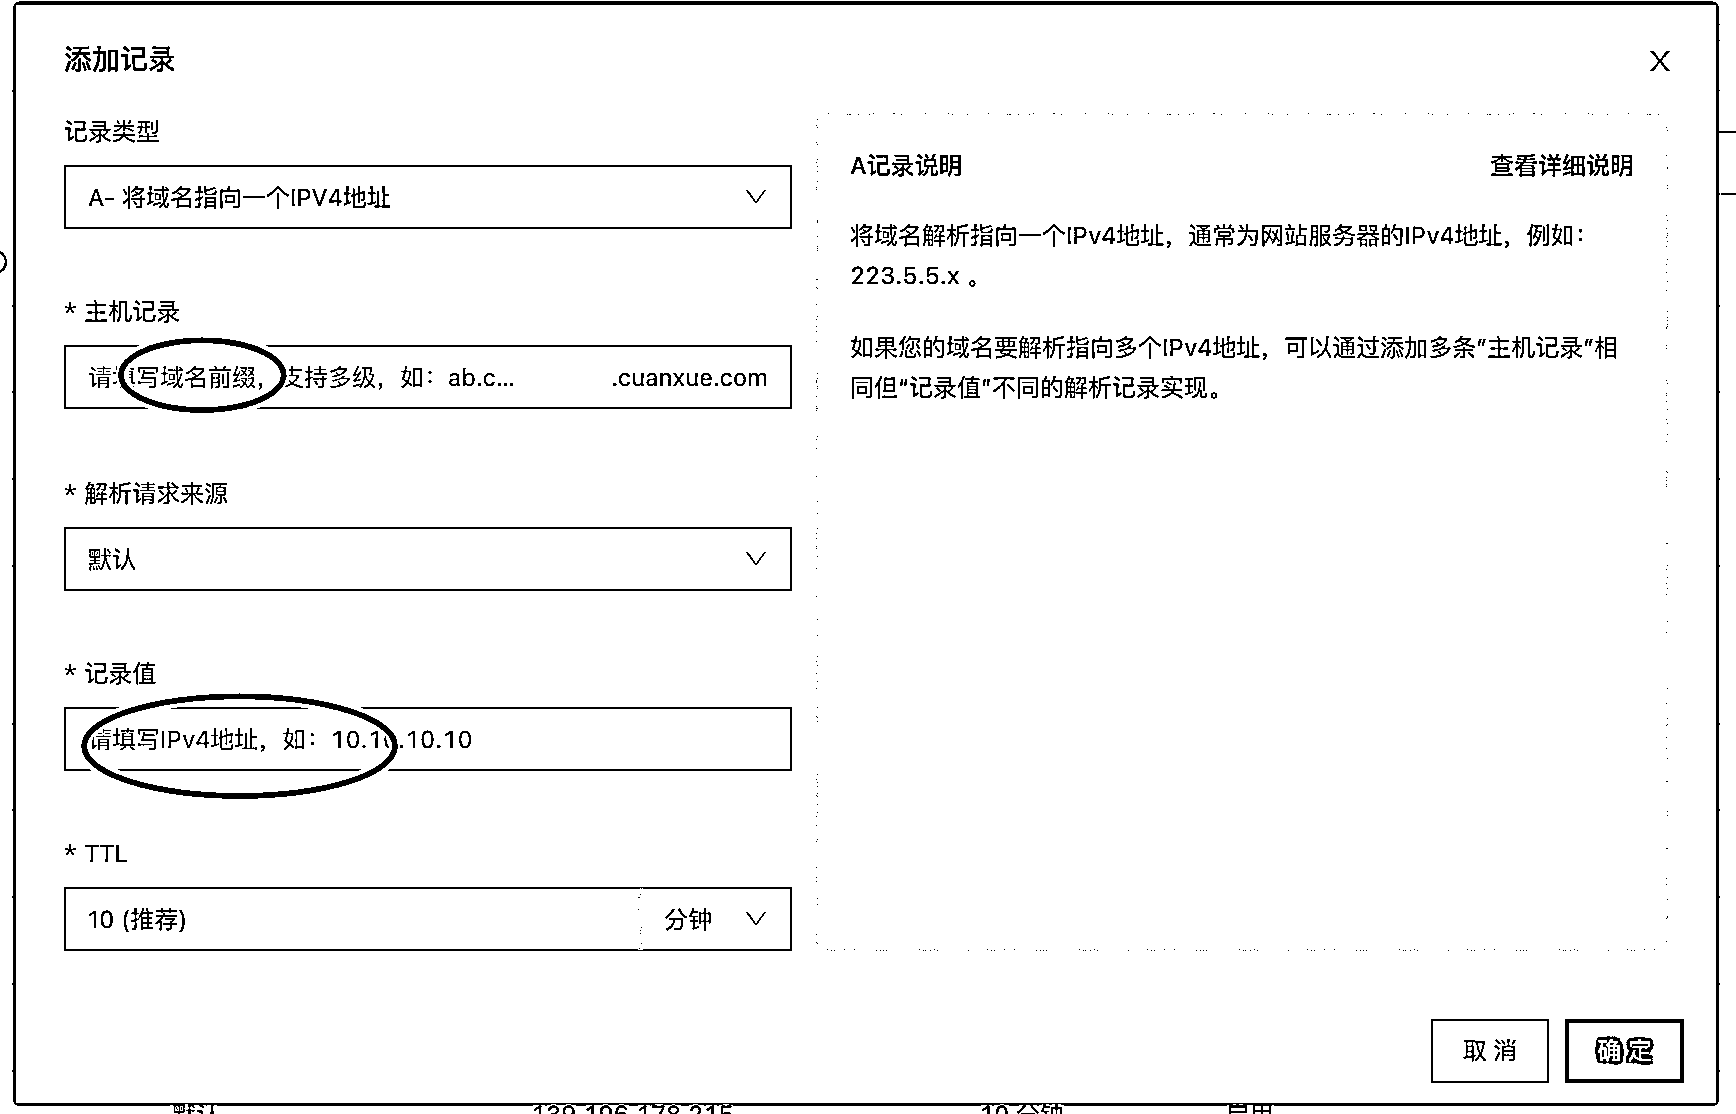 添加记录
X
记录类型
A- 将域名指向一个IPV4地址
* 主机记录
请填写域名前缀，支持多级，如：ab.c... .cuanxue.com
* 解析请求来源
默认
* 记录值
请填写IPv4地址，如：10.10.10.10
* TTL
10 (推荐) 分钟
A记录说明 查看详细说明
将域名解析指向一个IPv4地址，通常为网站服务器的IPv4地址，例如：
223.5.5.x 。
如果您的域名要解析指向多个IPv4地址，可以通过添加多条"主机记录"相
同但"记录值"不同的解析记录实现。
取 消 确 定
默认 139.196.178.215 10 分钟 启用